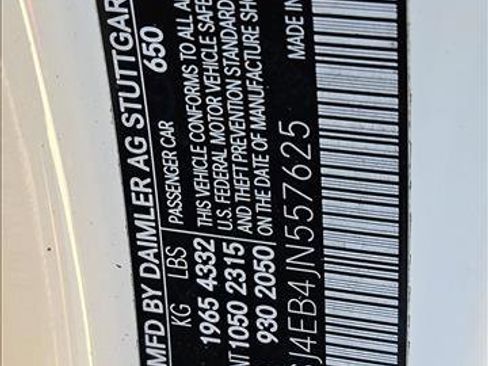 MFD BY DAIMLER AG STUTTGAR
650
KG LBS PASSENGER CAR
1965 4332 THIS VEHICLE CONFORMS TO ALL A
1050 2315 U.S. FEDERAL MOTOR VEHICLE SAFE
930 2050 AND THEFT PREVENTION STANDARD
ON THE DATE OF MANUFACTURE SH
MADE IN
J4EB4JN557625